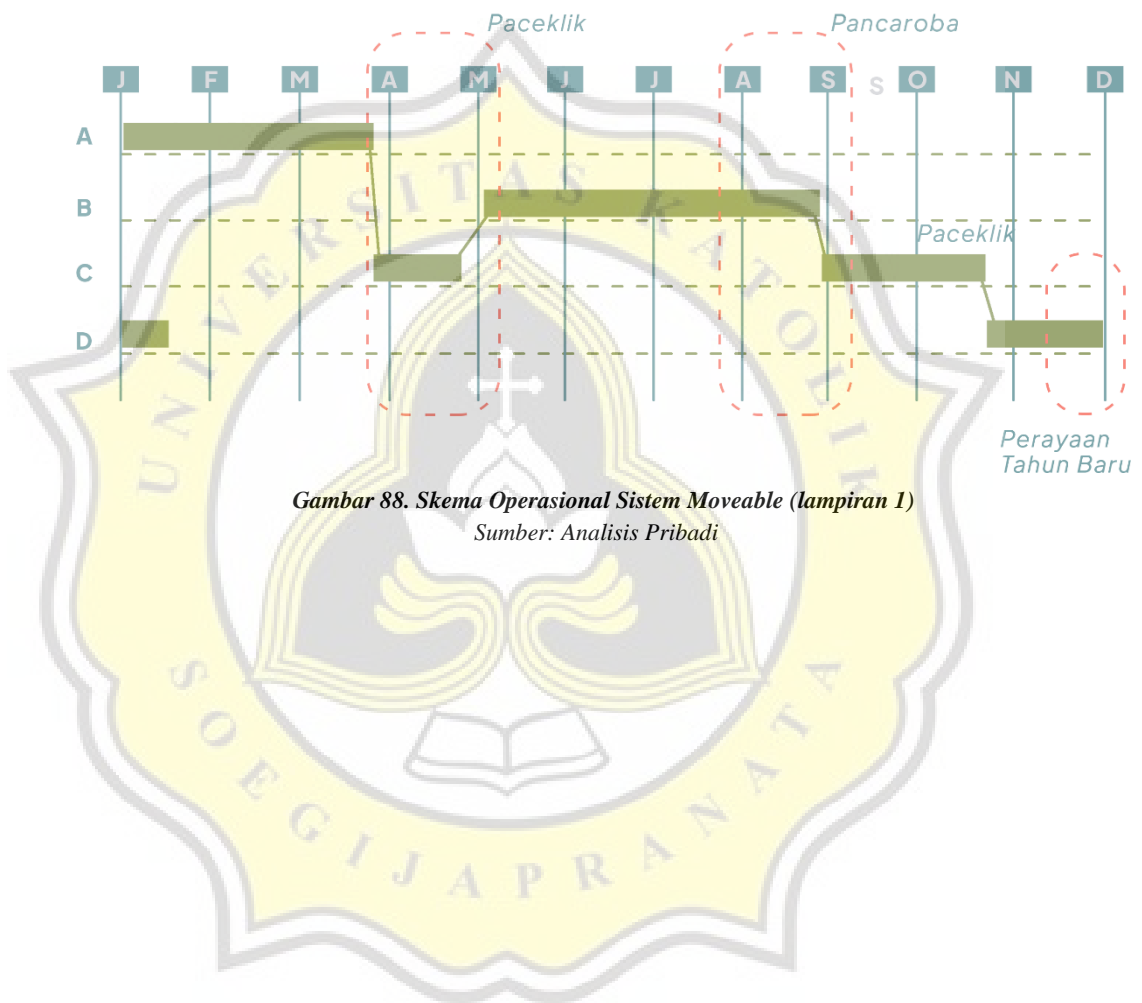 Paceklik Pancaroba
J F M A M J J A S S O N D
A
B
Paceklik
C
D
Perayaan
Tahun Baru
Gambar 88. Skema Operasional Sistem Moveable (lampiran 1)
Sumber: Analisis Pribadi
UNIVERSITAS KATOLIK
SOEGIJAPRANATA